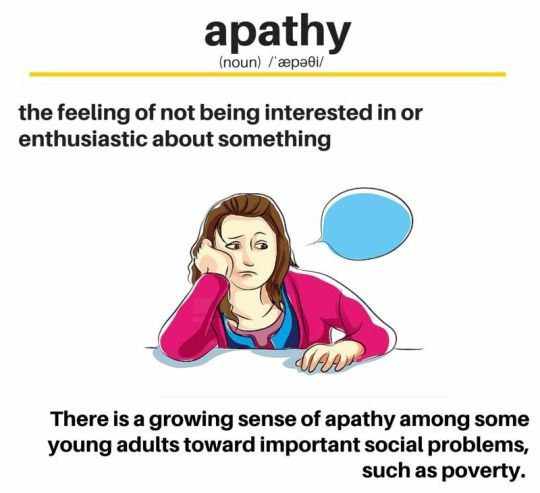 apathy
(noun) /ˈæpəθi/
the feeling of not being interested in or
enthusiastic about something
There is a growing sense of apathy among some
young adults toward important social problems,
such as poverty.